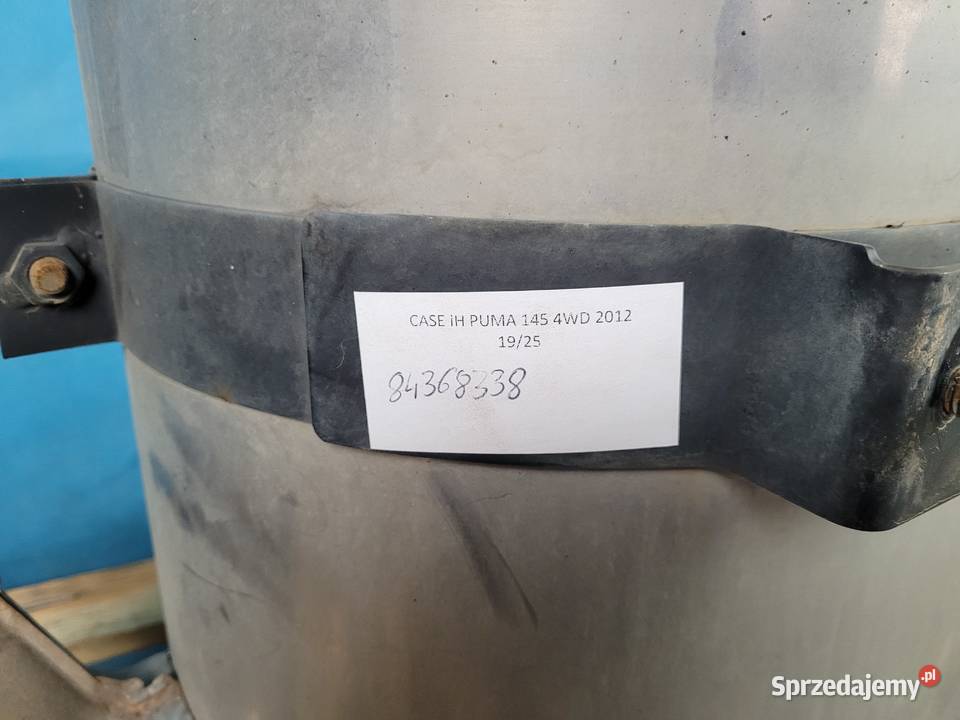 CASE iH PUMA 145 4WD 2012
19/25
84368338
Sprzedajemy.pl